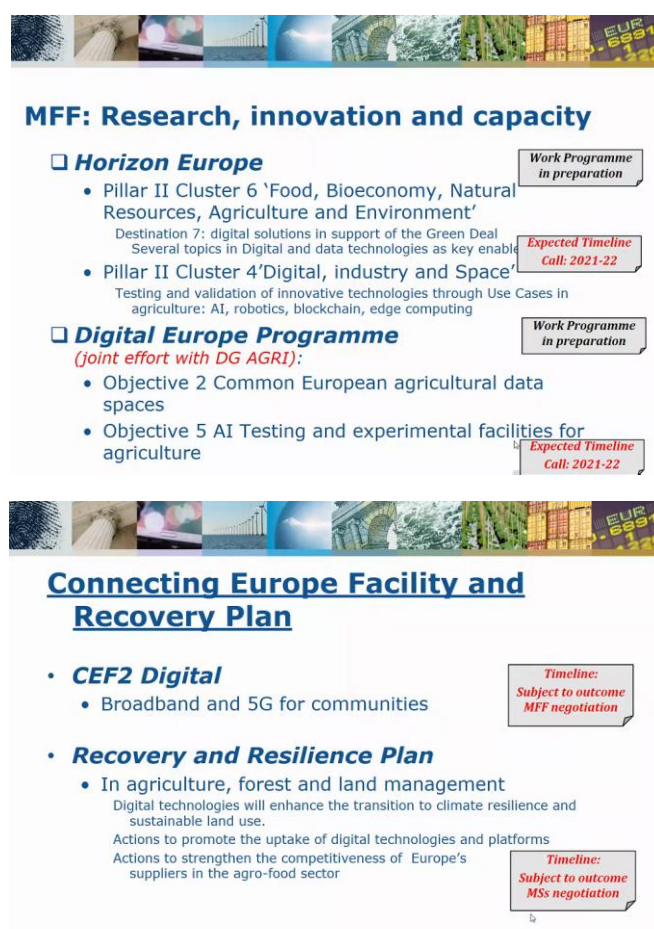 EUR
0.6891
MFF: Research, innovation and capacity
Horizon Europe
Work Programme
in preparation
• Pillar II Cluster 6 ‘Food, Bioeconomy, Natural
Resources, Agriculture and Environment’
Destination 7: digital solutions in support of the Green Deal
Several topics in Digital and data technologies as key enable
Expected Timeline
Call: 2021-22
• Pillar II Cluster 4’Digital, industry and Space’
Testing and validation of innovative technologies through Use Cases in
agriculture: AI, robotics, blockchain, edge computing
Digital Europe Programme
Work Programme
in preparation
(joint effort with DG AGRI):
• Objective 2 Common European agricultural data
spaces
• Objective 5 AI Testing and experimental facilities for
agriculture
Expected Timeline
Call: 2021-22
EUR
Connecting Europe Facility and
Recovery Plan
• CEF2 Digital
• Broadband and 5G for communities
Timeline:
Subject to outcome
MFF negotiation
• Recovery and Resilience Plan
• In agriculture, forest and land management
Digital technologies will enhance the transition to climate resilience and
sustainable land use.
Actions to promote the uptake of digital technologies and platforms
Actions to strengthen the competitiveness of Europe’s
suppliers in the agro-food sector
Timeline:
Subject to outcome
MSs negotiation